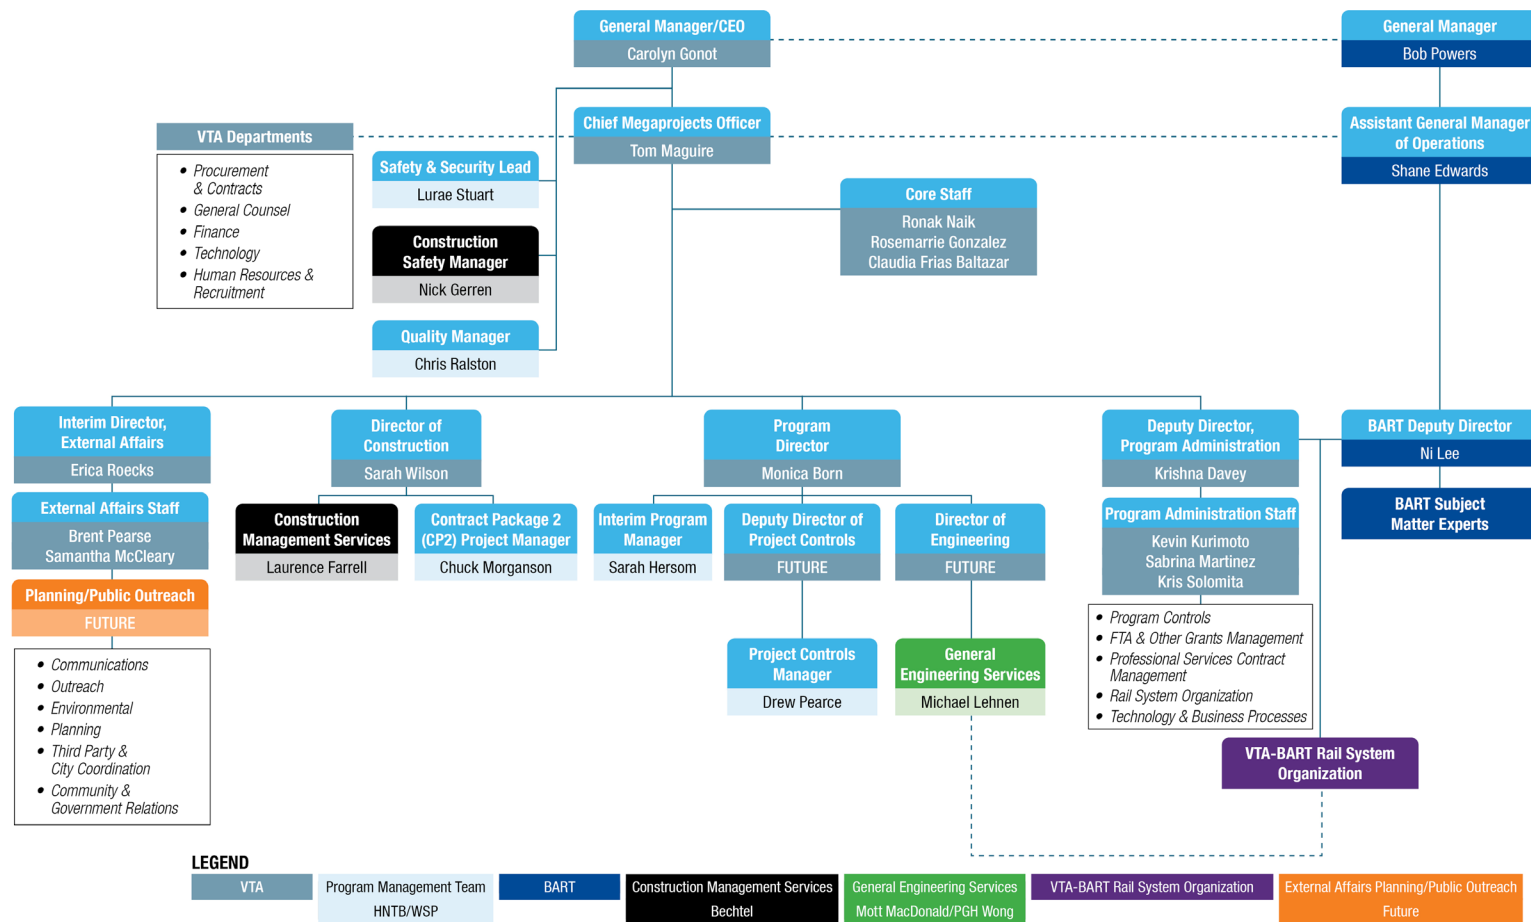 General Manager/CEO
Carolyn Gonot
General Manager
Bob Powers
VTA Departments
• Procurement
& Contracts
• General Counsel
• Finance
• Technology
• Human Resources &
Recruitment
Chief Megaprojects Officer
Tom Maguire
Assistant General Manager
of Operations
Shane Edwards
Safety & Security Lead
Lurae Stuart
Construction
Safety Manager
Nick Gerren
Quality Manager
Chris Ralston
Core Staff
Ronak Naik
Rosemarrie Gonzalez
Claudia Frias Baltazar
Interim Director,
External Affairs
Erica Roecks
External Affairs Staff
Brent Pearse
Samantha McCleary
Planning/Public Outreach
FUTURE
• Communications
• Outreach
• Environmental
• Planning
• Third Party &
City Coordination
• Community &
Government Relations
Director of
Construction
Sarah Wilson
Construction
Management Services
Laurence Farrell
Contract Package 2
(CP2) Project Manager
Chuck Morganson
Program
Director
Monica Born
Interim Program
Manager
Sarah Hersom
Deputy Director of
Project Controls
FUTURE
Director of
Engineering
FUTURE
Project Controls
Manager
Drew Pearce
General
Engineering Services
Michael Lehnen
Deputy Director,
Program Administration
Krishna Davey
Program Administration Staff
Kevin Kurimoto
Sabrina Martinez
Kris Solomita
• Program Controls
• FTA & Other Grants Management
• Professional Services Contract
Management
• Rail System Organization
• Technology & Business Processes
BART Deputy Director
Ni Lee
BART Subject
Matter Experts
VTA-BART Rail System
Organization
LEGEND
VTA
Program Management Team
HNTB/WSP
BART
Construction Management Services
Bechtel
General Engineering Services
Mott MacDonald/PGH Wong
VTA-BART Rail System Organization
External Affairs Planning/Public Outreach
Future